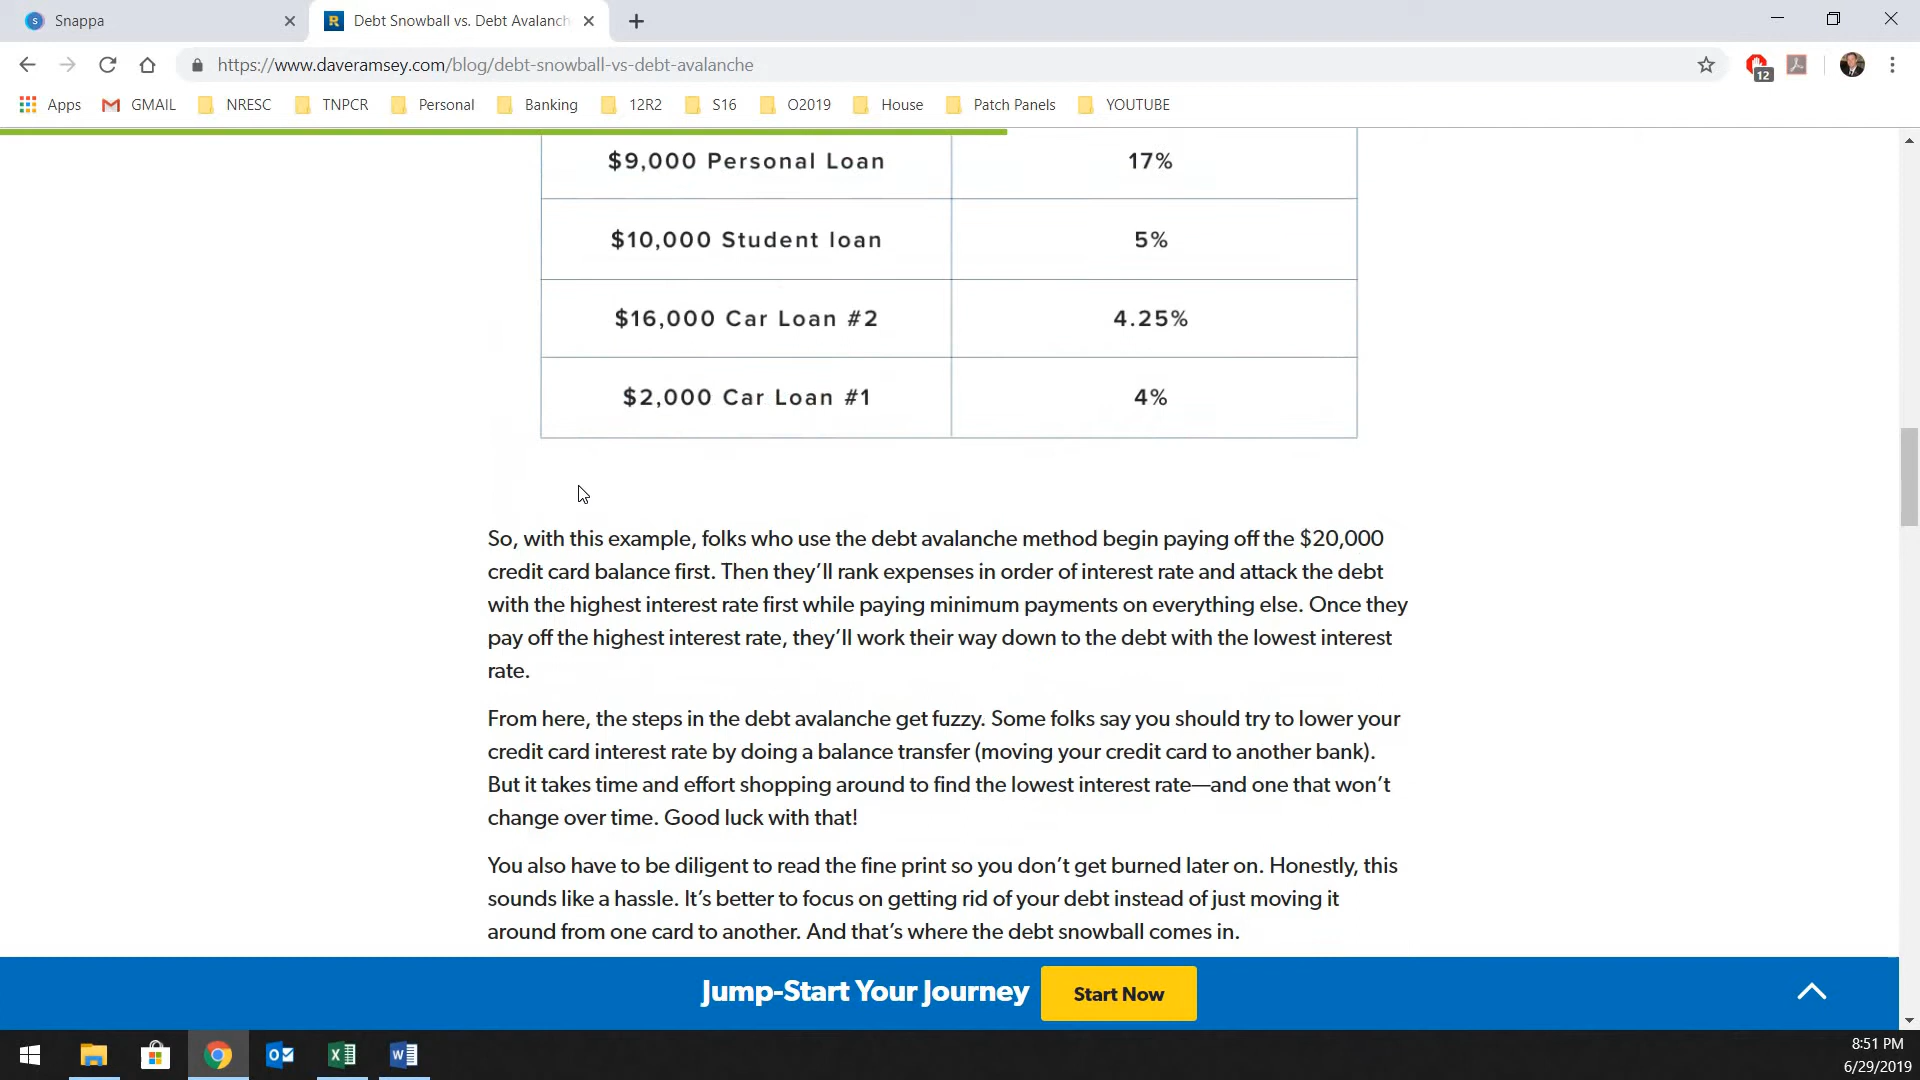 Snappa
Debt Snowball vs. Debt Avalanch
https://www.daveramsey.com/blog/debt-snowball-vs-debt-avalanche
12
Apps GMAIL NRESC TNPCR Personal Banking 12R2 S16 O2019 House Patch Panels YOUTUBE
$9,000 Personal Loan 17%
$10,000 Student loan 5%
$16,000 Car Loan #2 4.25%
$2,000 Car Loan #1 4%
So, with this example, folks who use the debt avalanche method begin paying off the $20,000
credit card balance first. Then they’ll rank expenses in order of interest rate and attack the debt
with the highest interest rate first while paying minimum payments on everything else. Once they
pay off the highest interest rate, they’ll work their way down to the debt with the lowest interest
rate.
From here, the steps in the debt avalanche get fuzzy. Some folks say you should try to lower your
credit card interest rate by doing a balance transfer (moving your credit card to another bank).
But it takes time and effort shopping around to find the lowest interest rate—and one that won’t
change over time. Good luck with that!
You also have to be diligent to read the fine print so you don’t get burned later on. Honestly, this
sounds like a hassle. It’s better to focus on getting rid of your debt instead of just moving it
around from one card to another. And that’s where the debt snowball comes in.
Jump-Start Your Journey Start Now
8:51 PM
6/29/2019